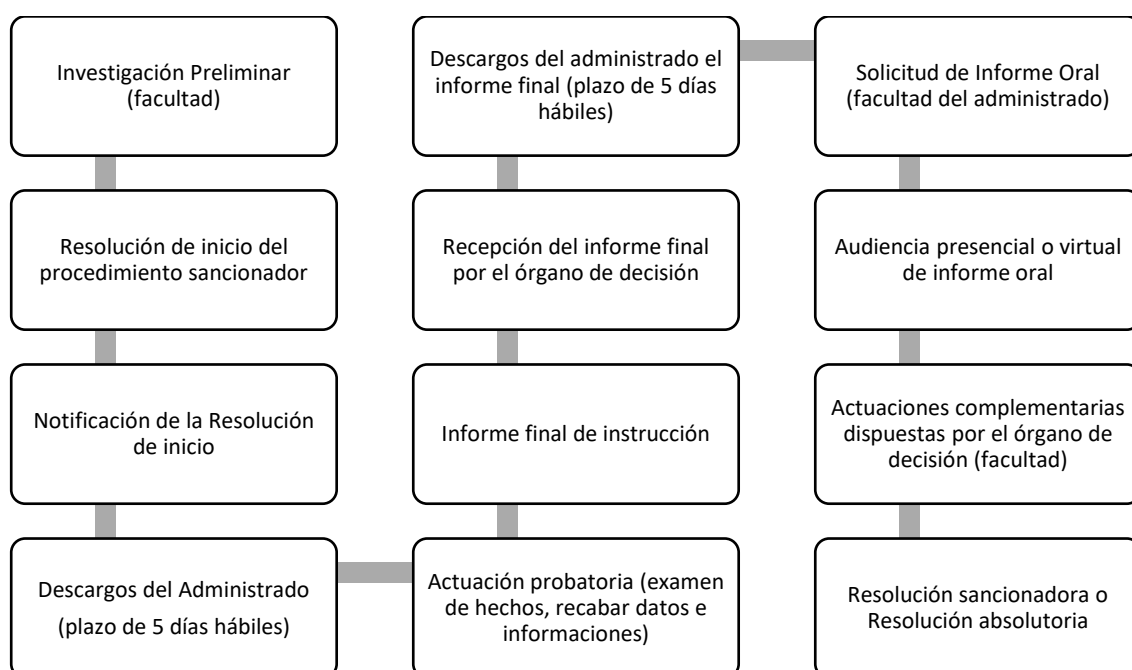 Investigación Preliminar
(facultad)
Resolución de inicio del
procedimiento sancionador
Notificación de la Resolución
de inicio
Descargos del Administrado
(plazo de 5 días hábiles)
Actuación probatoria (examen
de hechos, recabar datos e
informaciones)
Informe final de instrucción
Recepción del informe final
por el órgano de decisión
Descargos del administrado el
informe final (plazo de 5 días
hábiles)
Solicitud de Informe Oral
(facultad del administrado)
Audiencia presencial o virtual
de informe oral
Actuaciones complementarias
dispuestas por el órgano de
decisión (facultad)
Resolución sancionadora o
Resolución absolutoria